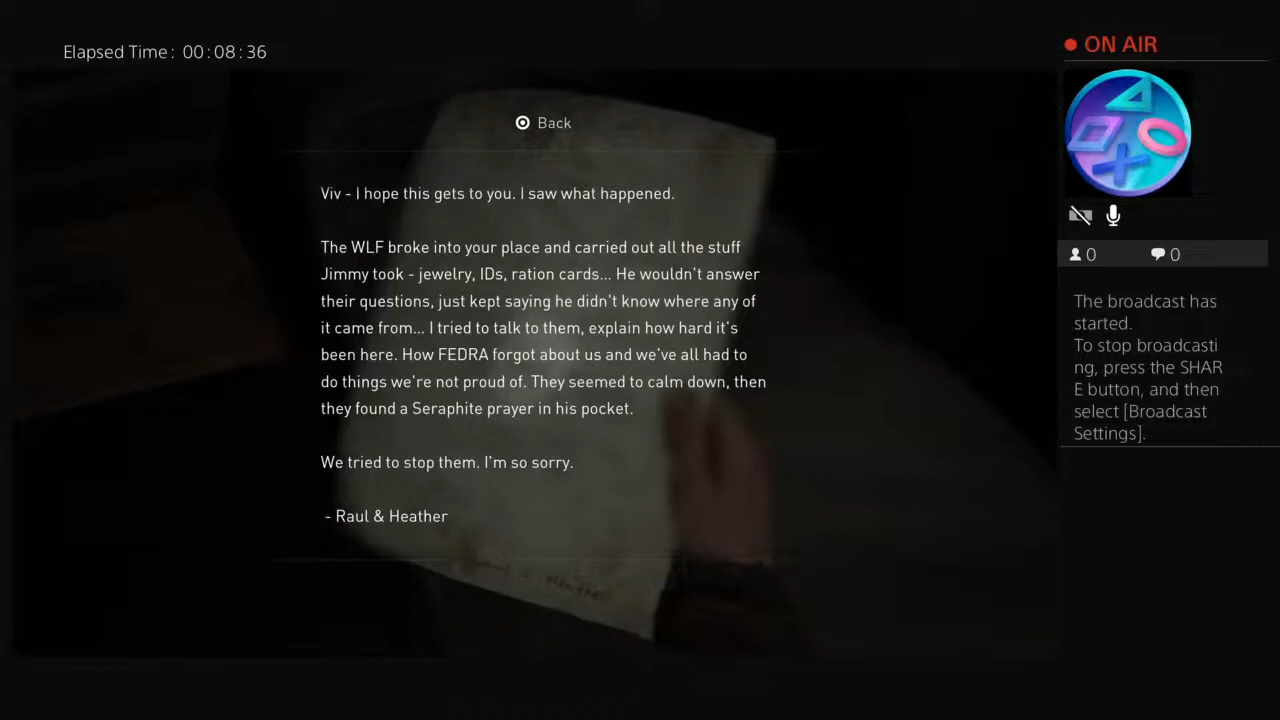 Elapsed Time: 00:08:36
ON AIR
Back
0
0
Viv - I hope this gets to you. I saw what happened.
The WLF broke into your place and carried out all the stuff
Jimmy took - jewelry, IDs, ration cards... He wouldn't answer
their questions, just kept saying he didn't know where any of
it came from... I tried to talk to them, explain how hard it's
been here. How FEDRA forgot about us and we've all had to
do things we're not proud of. They seemed to calm down, then
they found a Seraphite prayer in his pocket.
We tried to stop them. I'm so sorry.
- Raul & Heather
The broadcast has
started.
To stop broadcasti
ng, press the SHAR
E button, and then
select [Broadcast
Settings].